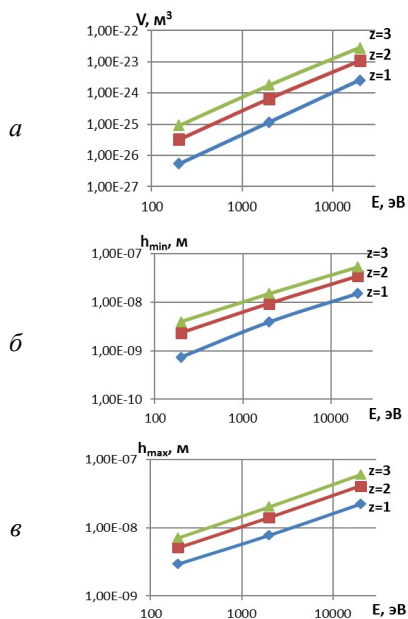 V, м³
1,00E-22
1,00E-23
1,00E-24
1,00E-25
1,00E-26
1,00E-27
z=3
z=2
z=1
100 1000 10000 E, эВ
а
hmin, м
1,00E-07
1,00E-08
1,00E-09
1,00E-10
z=3
z=2
z=1
100 1000 10000 E, эВ
б
hmax, м
1,00E-07
1,00E-08
1,00E-09
z=3
z=2
z=1
100 1000 10000 E, эВ
в